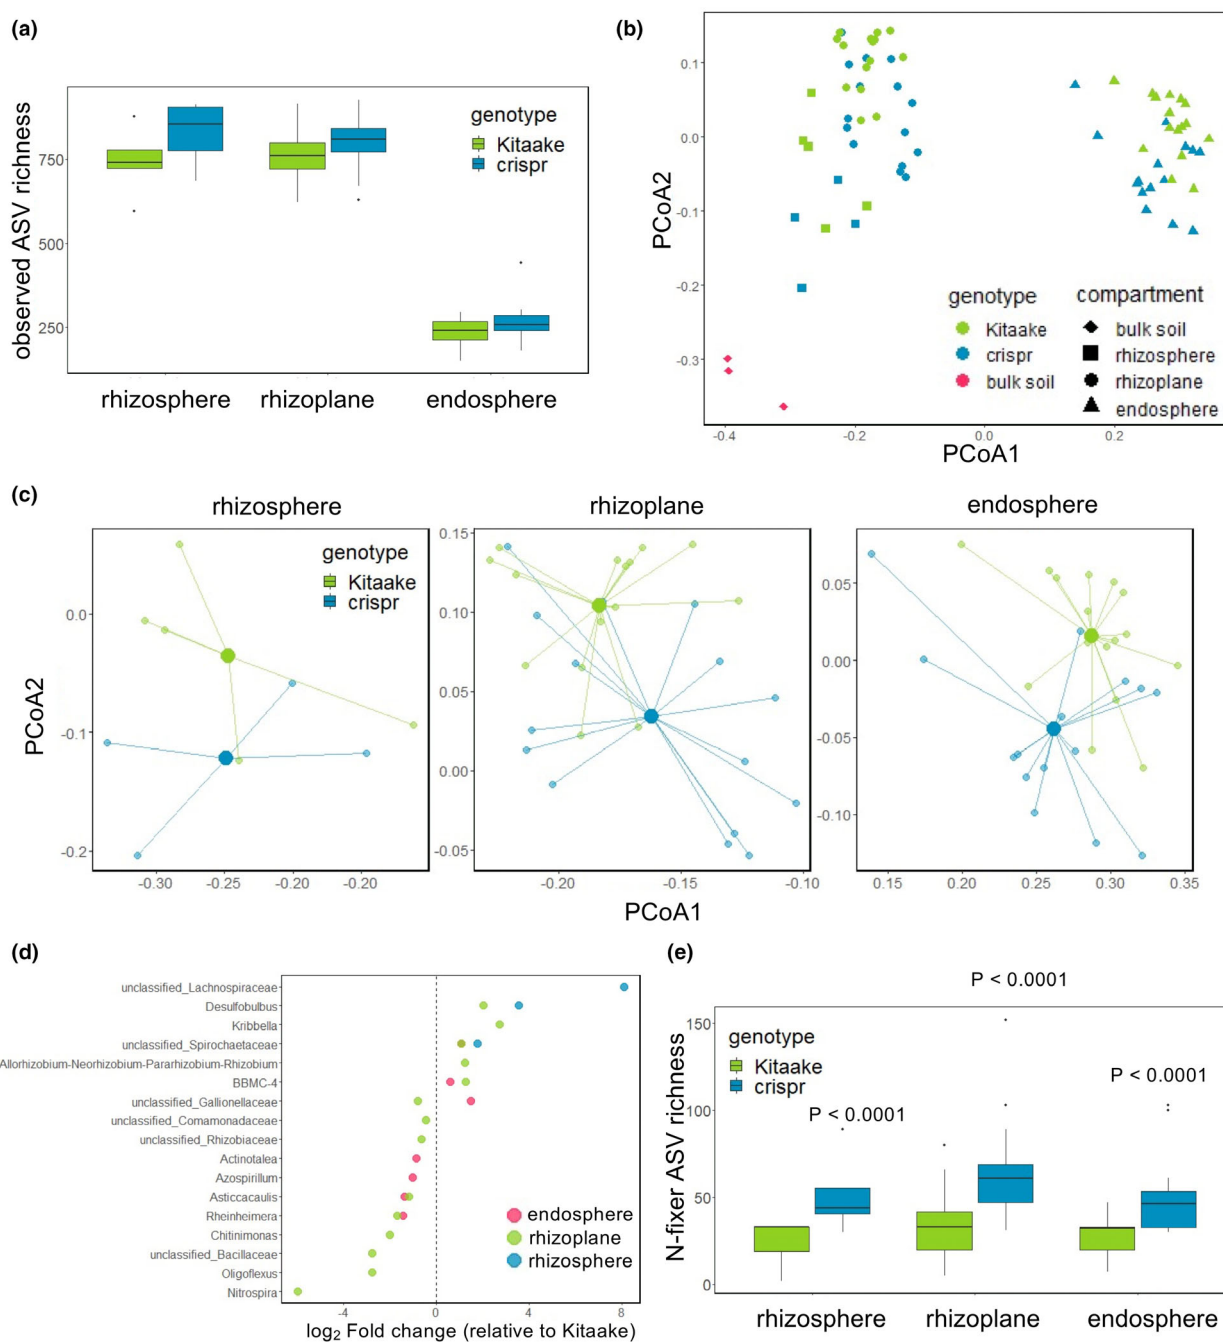 (a)
observed ASV richness
750
500
250
genotype
Kitaake
crispr
rhizosphere rhizoplane endosphere
(b)
PCoA2
0.1
0.0
-0.1
-0.2
-0.3
genotype
Kitaake
crispr
bulk soil
compartment
bulk soil
rhizosphere
rhizoplane
endosphere
-0.4 -0.2 0.0 0.2
PCoA1
(c)
rhizosphere
rhizoplane
endosphere
PCoA2
0.0
-0.1
-0.2
genotype
Kitaake
crispr
-0.30 -0.25 -0.20 -0.20
0.15
0.10
0.05
0.00
-0.05
-0.20 -0.15 -0.10
0.05
0.00
-0.05
-0.10
0.15 0.20 0.25 0.30 0.35
PCoA1
(d)
unclassified_Lachnospiraceae
Desulfobulbus
Kribbella
unclassified_Spirochaetaceae
Allorhizobium-Neorhizobium-Pararhizobium-Rhizobium
BBMC-4
unclassified_Gallionellaceae
unclassified_Comamonadaceae
unclassified_Rhizobiaceae
Actinotalea
Azospirillum
Asticcacaulis
Rheinheimera
Chitinimonas
unclassified_Bacillaceae
Oligoflexus
Nitrospira
endosphere
rhizoplane
rhizosphere
-4 0 4 8
log2 Fold change (relative to Kitaake)
(e)
P < 0.0001
N-fixer ASV richness
150
100
50
0
genotype
Kitaake
crispr
P < 0.0001
P < 0.0001
rhizosphere rhizoplane endosphere